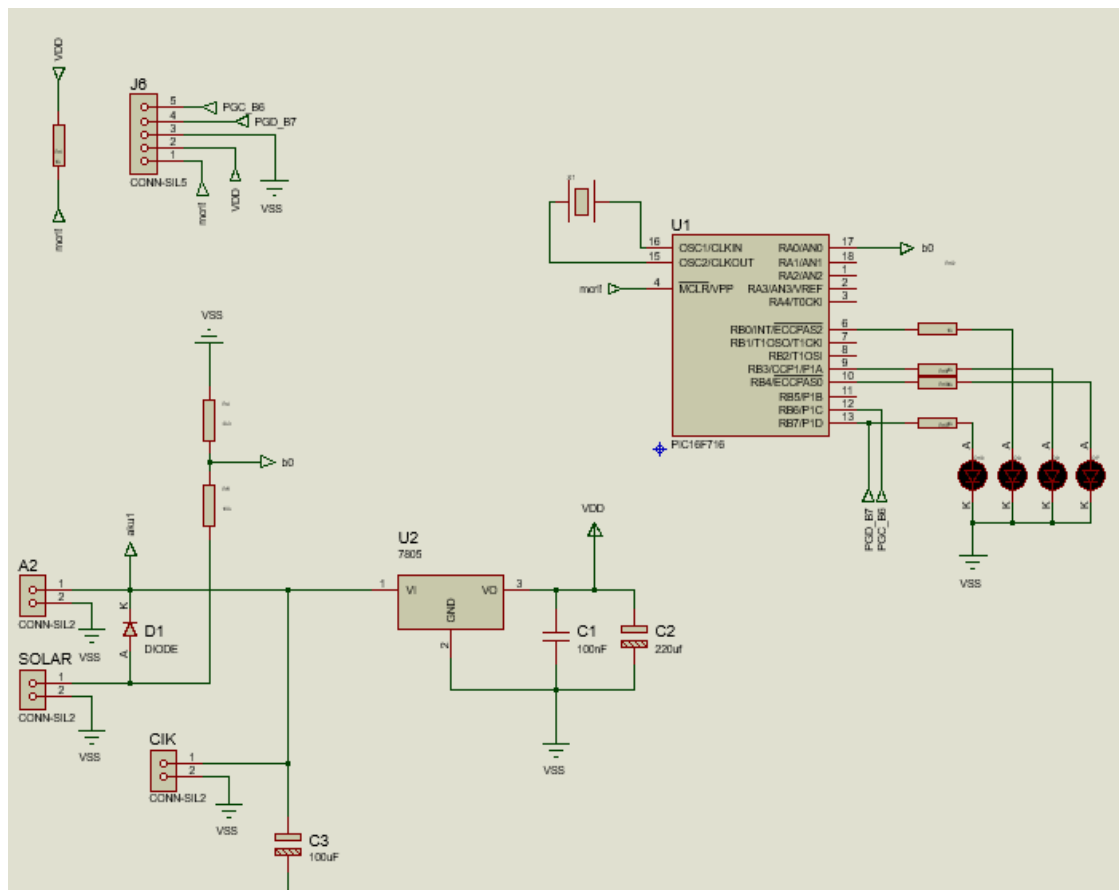 VDD
mcrlf
J6
5
4
3
2
1
PGC_B6
PGD_B7
CONN-SIL5
mcrlf
VDD
VSS
U1
16
15
4
OSC1/CLKIN
OSC2/CLKOUT
MCLR/VPP
mcrlf
RA0/AN0
RA1/AN1
RA2/AN2
RA3/AN3/VREF
RA4/T0CKI
17
18
1
2
3
b0
RB0/INT/ECCPAS2
RB1/T1OSO/T1CKI
RB2/T1OSI
RB3/CCP1/P1A
RB4/ECCPAS0
RB5/P1B
RB6/P1C
RB7/P1D
6
7
8
9
10
11
12
13
PIC16F716
PGD_B7
PGC_B6
A
A
A
A
K
K
K
K
VSS
VSS
b0
aku1
A2
1
2
CONN-SIL2
VSS
K
D1
DIODE
A
SOLAR
1
2
CONN-SIL2
VSS
CIK
1
2
CONN-SIL2
VSS
C3
100uF
U2
7805
1
VI
VO
3
GND
2
VDD
C1
100nF
C2
220uf
VSS